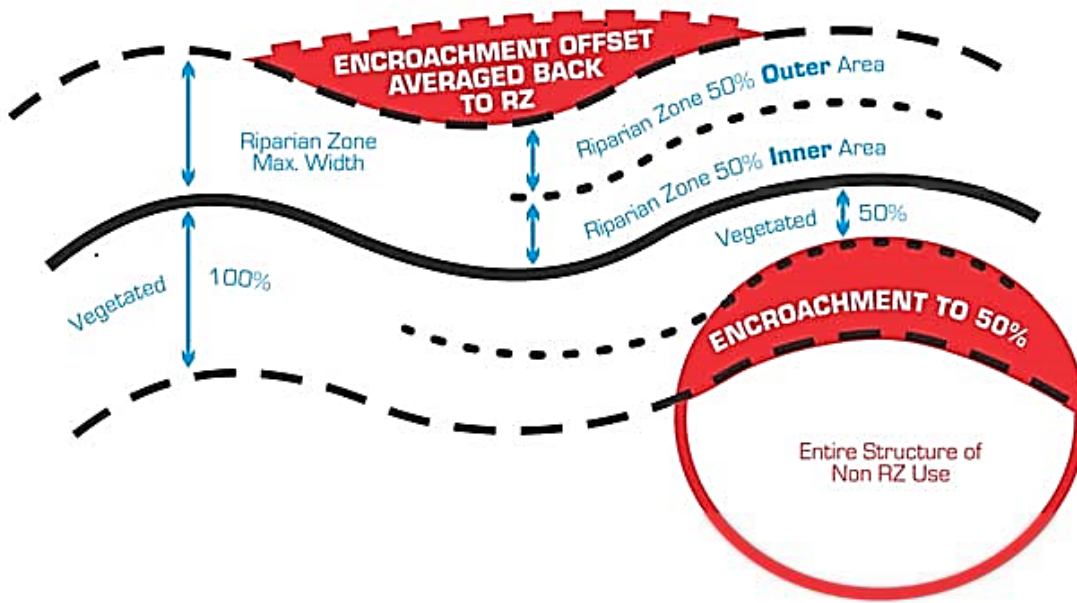 ENCROACHMENT OFFSET
AVERAGED BACK
TO RZ
Riparian Zone
Max. Width
Riparian Zone 50% Outer Area
Riparian Zone 50% Inner Area
Vegetated 50%
Vegetated 100%
ENCROACHMENT TO 50%
Entire Structure of
Non RZ Use